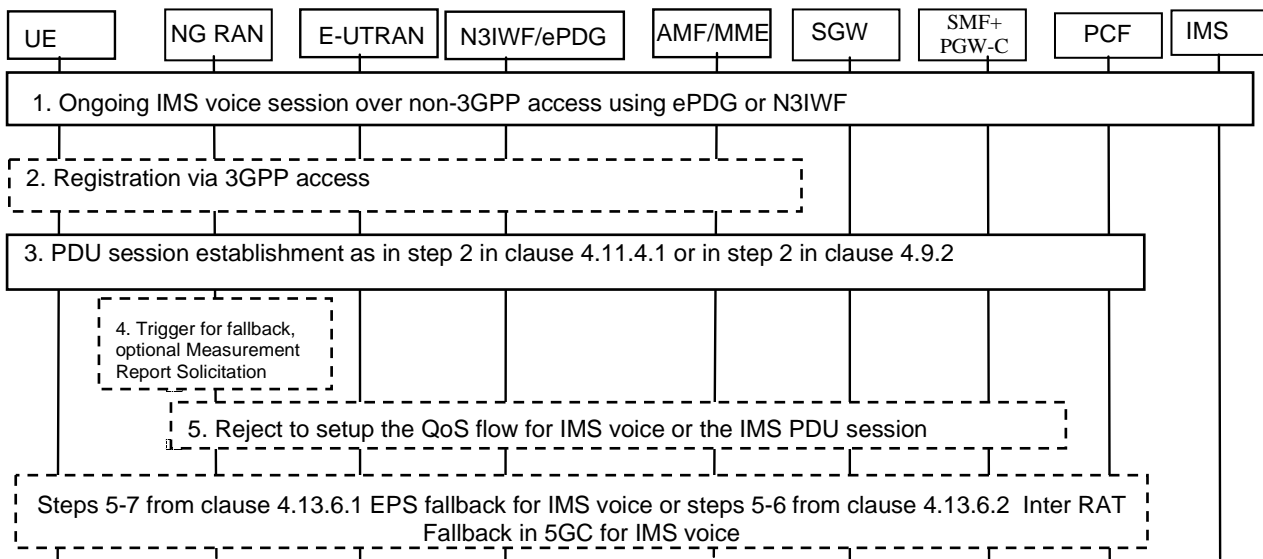 UE
NG RAN
E-UTRAN
N3IWF/ePDG
AMF/MME
SGW
SMF+
PGW-C
PCF
IMS
1. Ongoing IMS voice session over non-3GPP access using ePDG or N3IWF
2. Registration via 3GPP access
3. PDU session establishment as in step 2 in clause 4.11.4.1 or in step 2 in clause 4.9.2
4. Trigger for fallback,
optional Measurement
Report Solicitation
5. Reject to setup the QoS flow for IMS voice or the IMS PDU session
Steps 5-7 from clause 4.13.6.1 EPS fallback for IMS voice or steps 5-6 from clause 4.13.6.2 Inter RAT
Fallback in 5GC for IMS voice